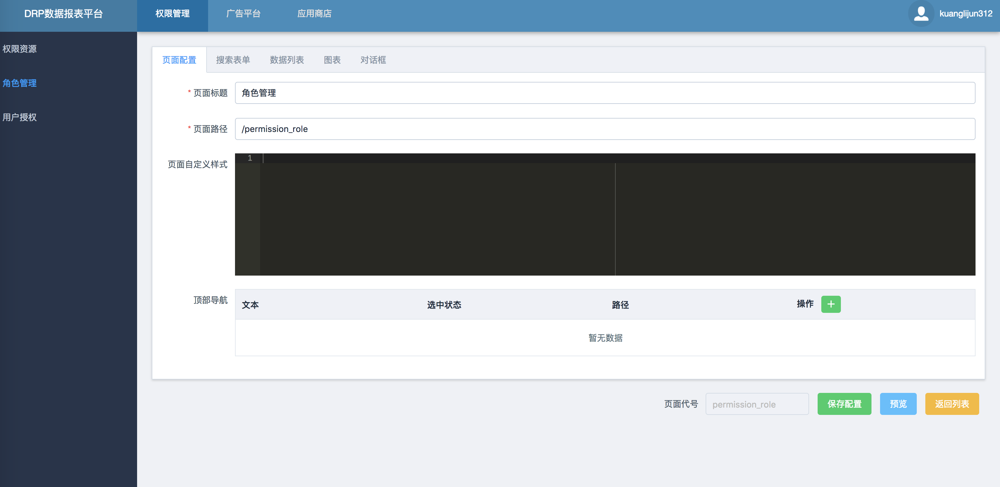 DRP数据报表平台 权限管理 广告平台 应用商店 kuanglijun312
权限资源
角色管理
用户授权
页面配置 搜索表单 数据列表 图表 对话框
* 页面标题 角色管理
* 页面路径 /permission_role
页面自定义样式 1
顶部导航 文本 选中状态 路径 操作 +
暂无数据
页面代号 permission_role 保存配置 预览 返回列表